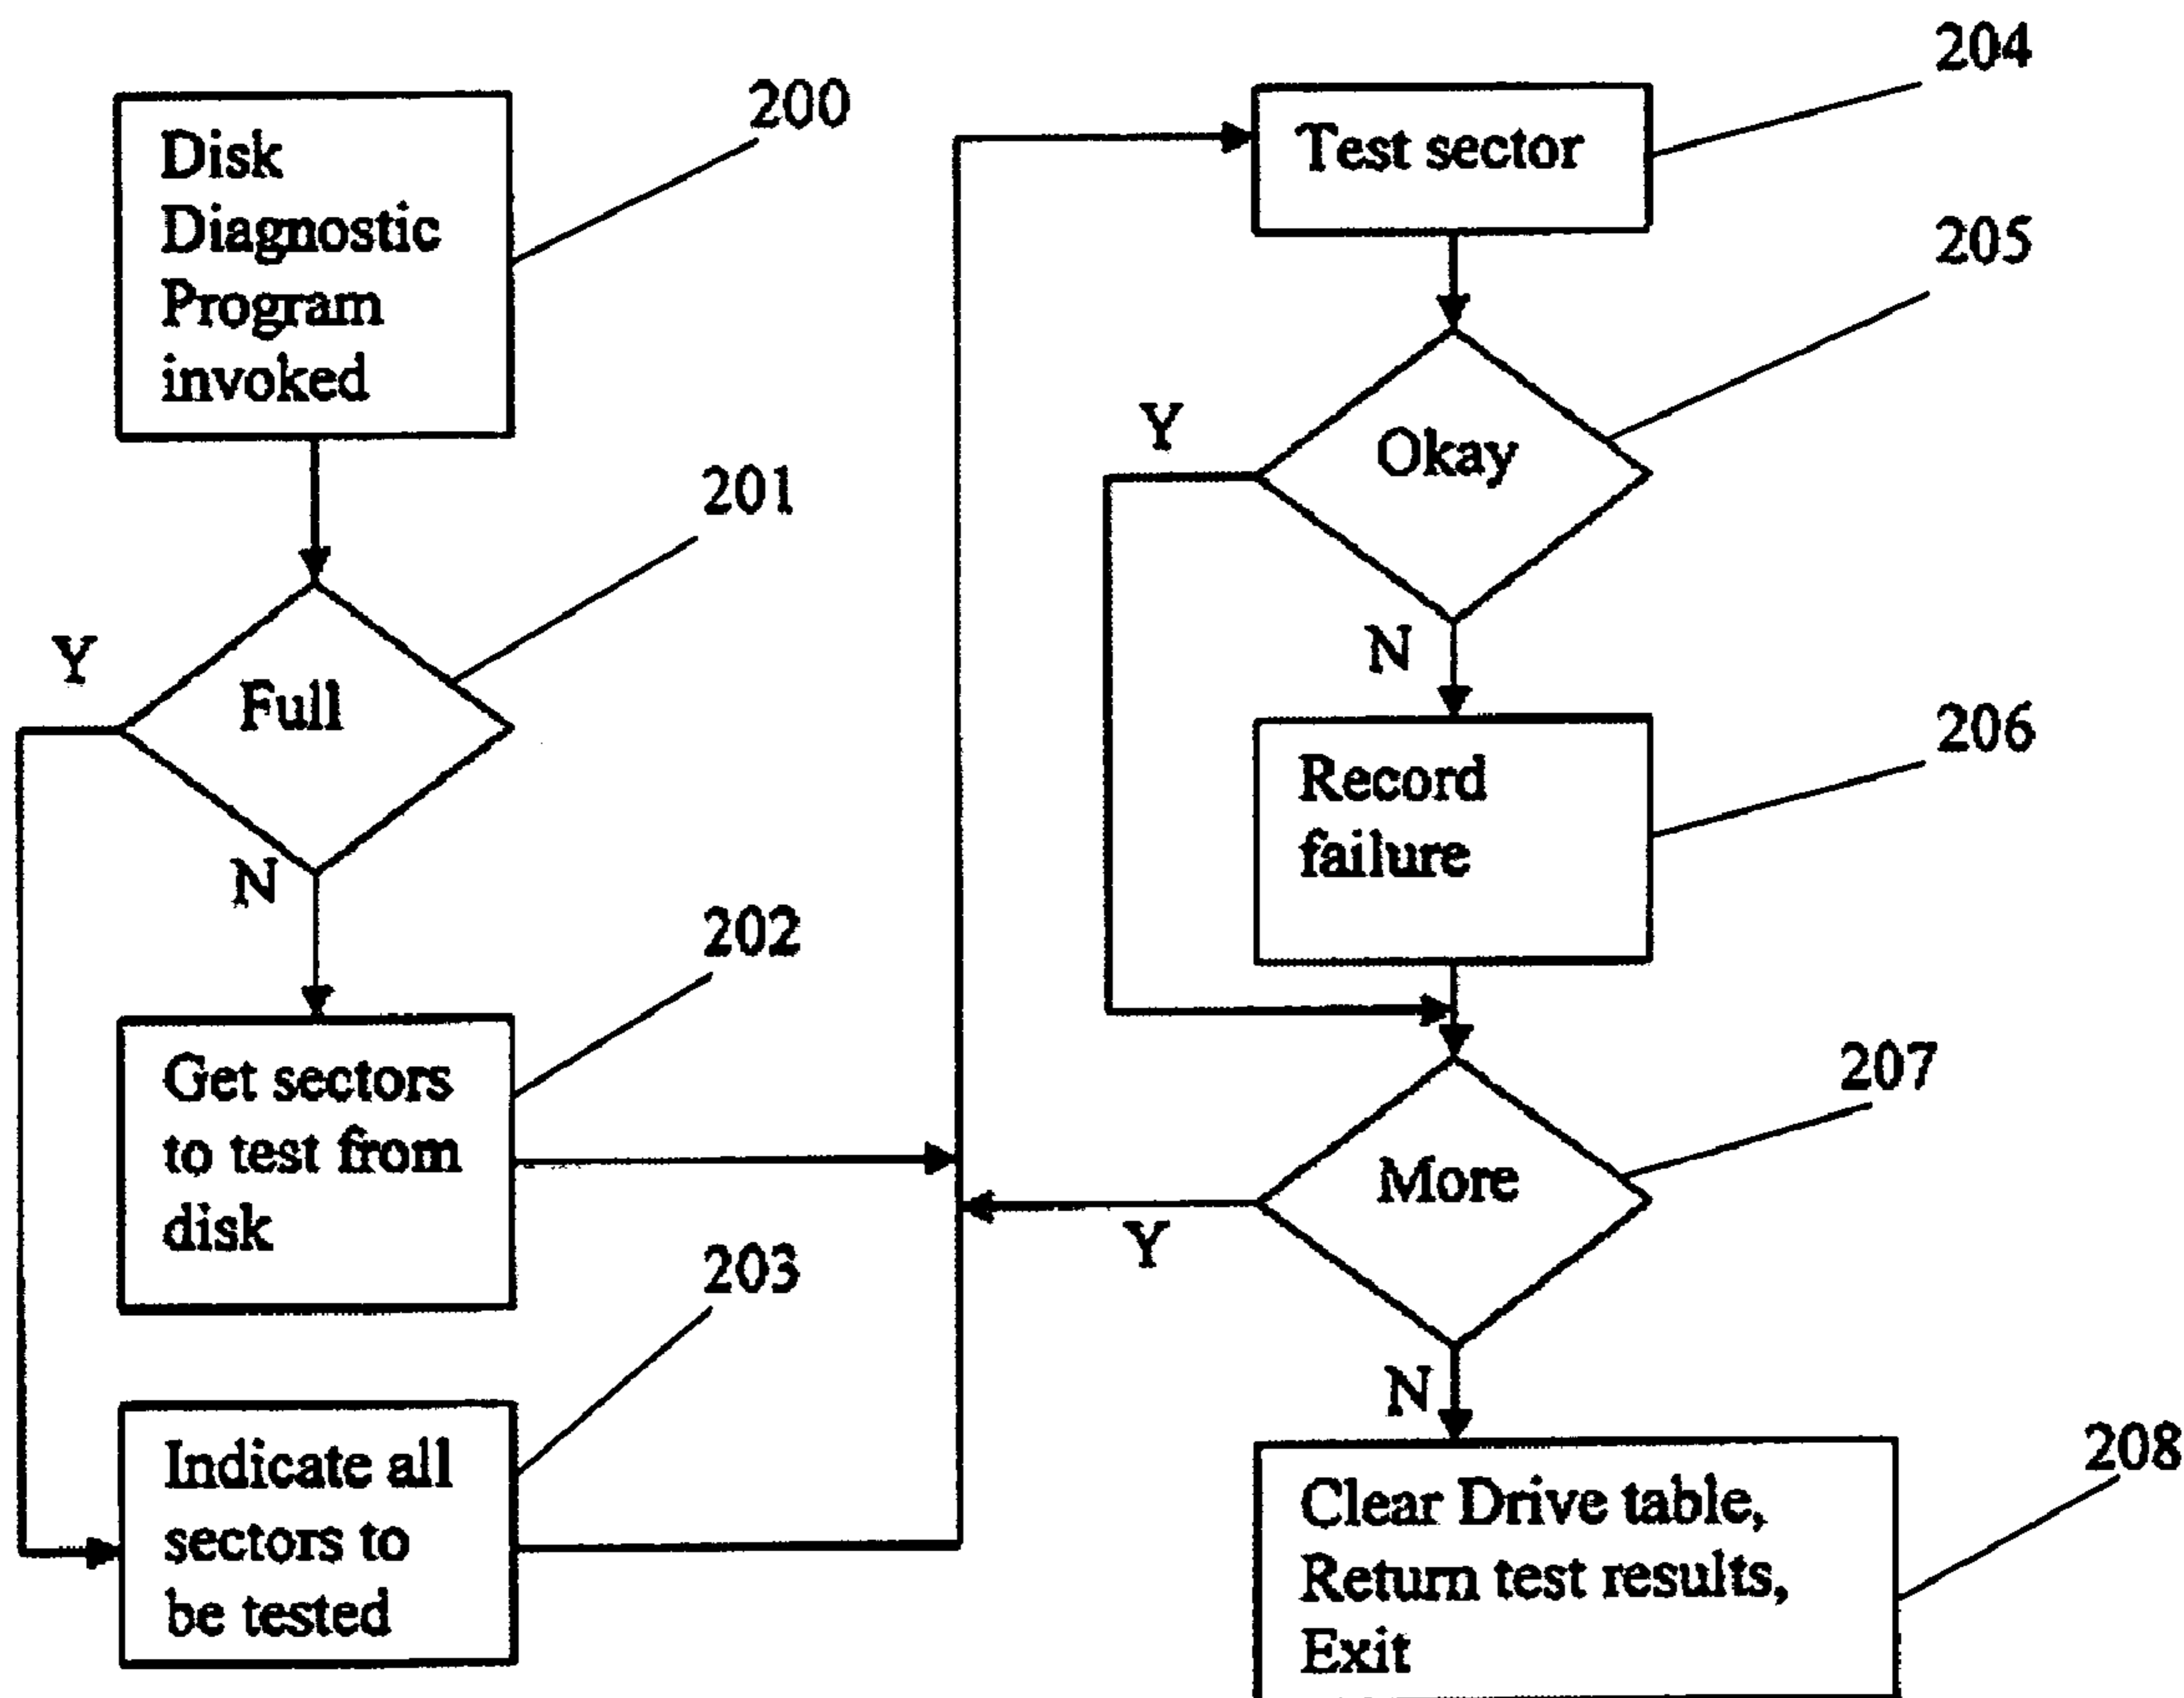 200
Disk
Diagnostic
Program
invoked
201
Y
Full
N
202
Get sectors
to test from
disk
203
Indicate all
sectors to
be tested
204
Test sector
205
Y
Okay
N
206
Record
failure
207
More
Y
N
208
Clear Drive table,
Return test results,
Exit